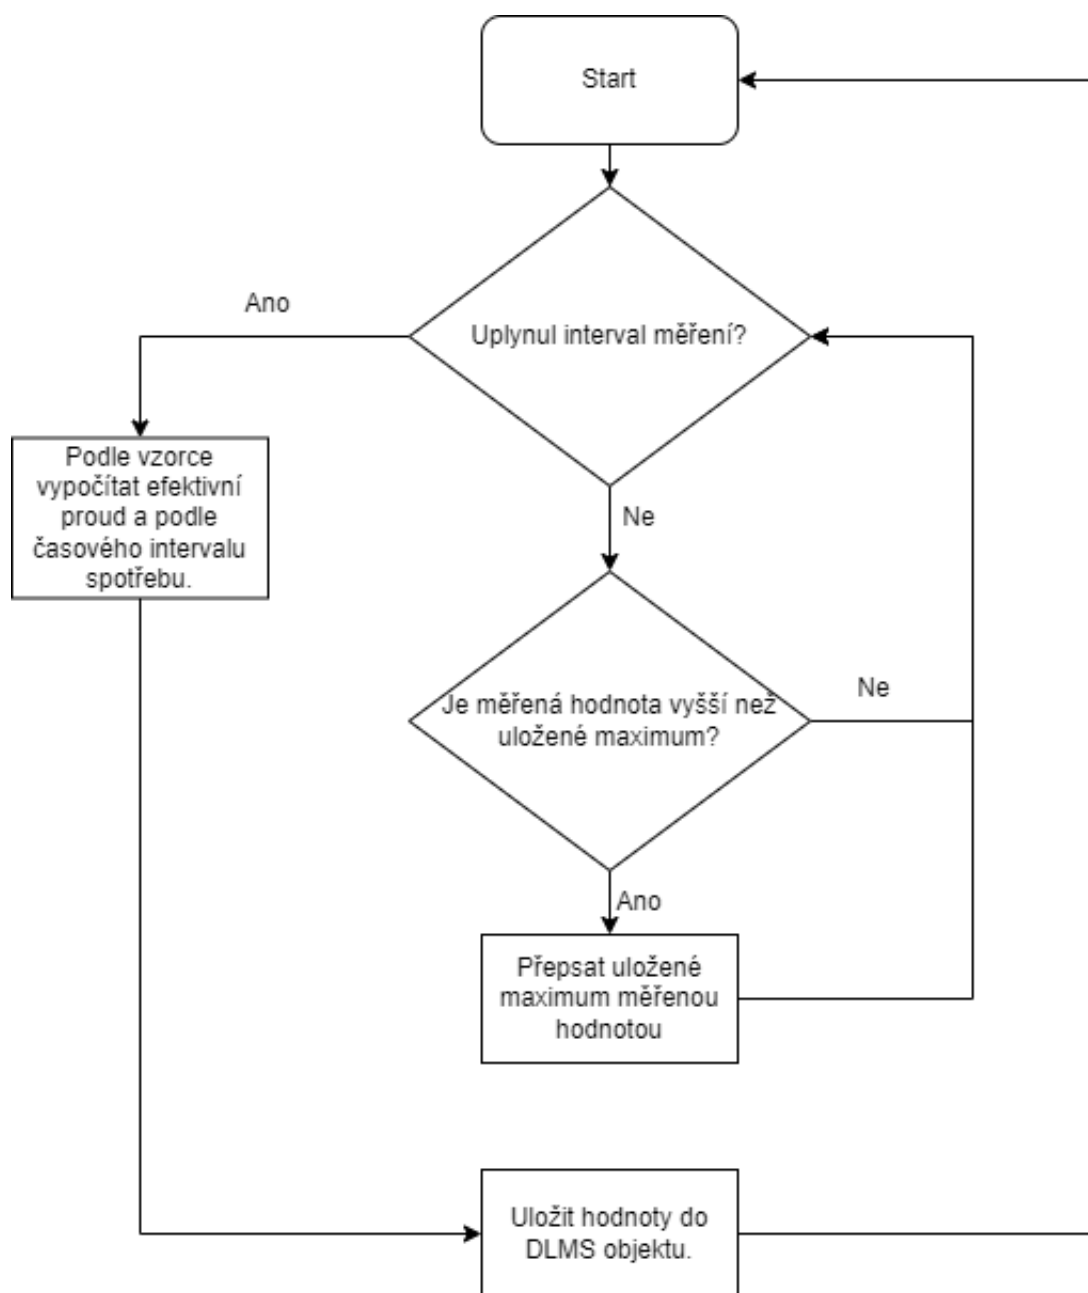 Start
Ano
Uplynul interval měření?
Podle vzorce
vypočítat efektivní
proud a podle
časového intervalu
spotřebu.
Ne
Je měřená hodnota vyšší než
uložené maximum?
Ne
Ano
Přepsat uložené
maximum měřenou
hodnotou
Uložit hodnoty do
DLMS objektu.